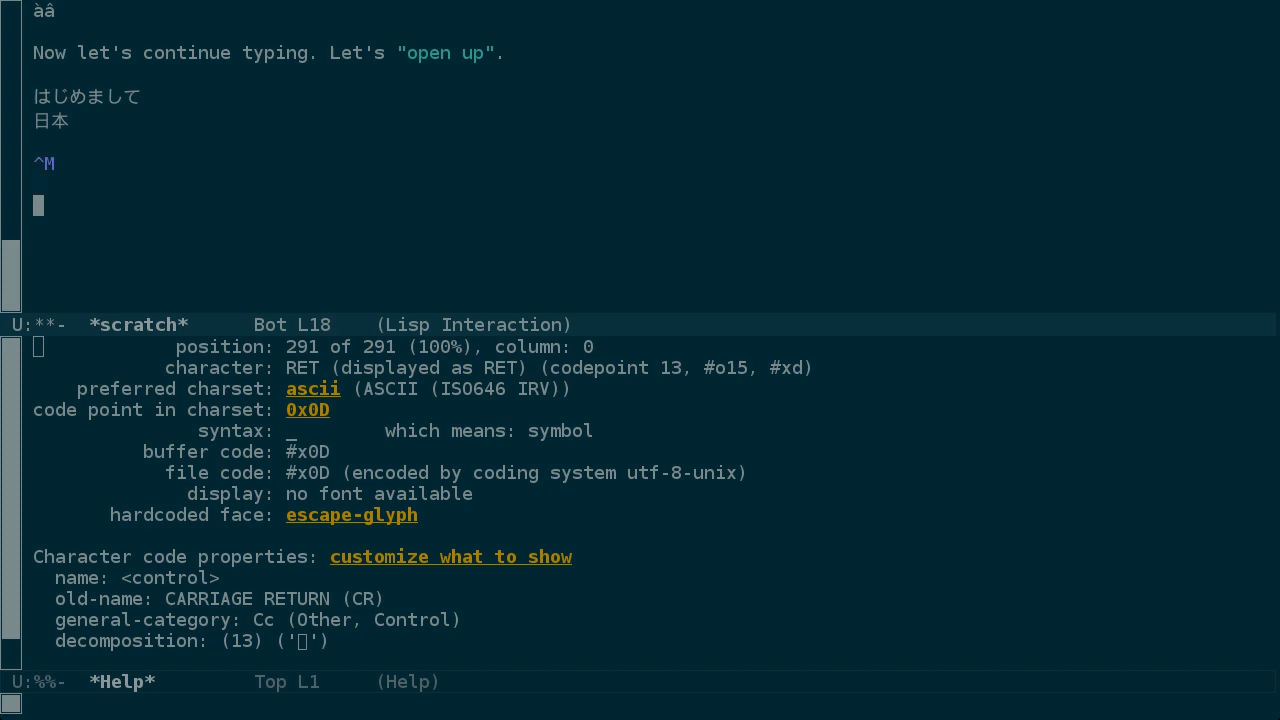 àâ
Now let's continue typing. Let's "open up".
はじめまして
日本
^M
U:**-  *scratch*      Bot L18    (Lisp Interaction)
position: 291 of 291 (100%), column: 0
character: RET (displayed as RET) (codepoint 13, #o15, #xd)
preferred charset: ascii (ASCII (ISO646 IRV))
code point in charset: 0x0D
syntax: _        which means: symbol
buffer code: #x0D
file code: #x0D (encoded by coding system utf-8-unix)
display: no font available
hardcoded face: escape-glyph
Character code properties: customize what to show
name: <control>
old-name: CARRIAGE RETURN (CR)
general-category: Cc (Other, Control)
decomposition: (13) ('▯')
U:%%-  *Help*         Top L1     (Help)